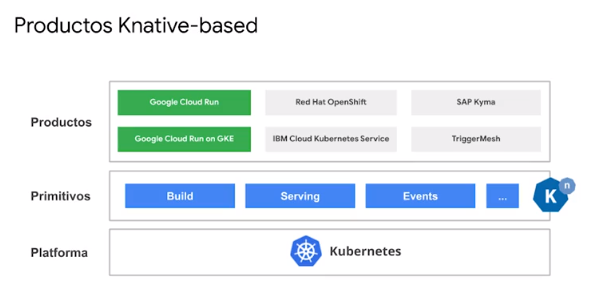 Productos Knative-based
Productos
Google Cloud Run
Red Hat OpenShift
SAP Kyma
Google Cloud Run on GKE
IBM Cloud Kubernetes Service
TriggerMesh
Primitivos
Build
Serving
Events
...
K
n
Platforma
Kubernetes